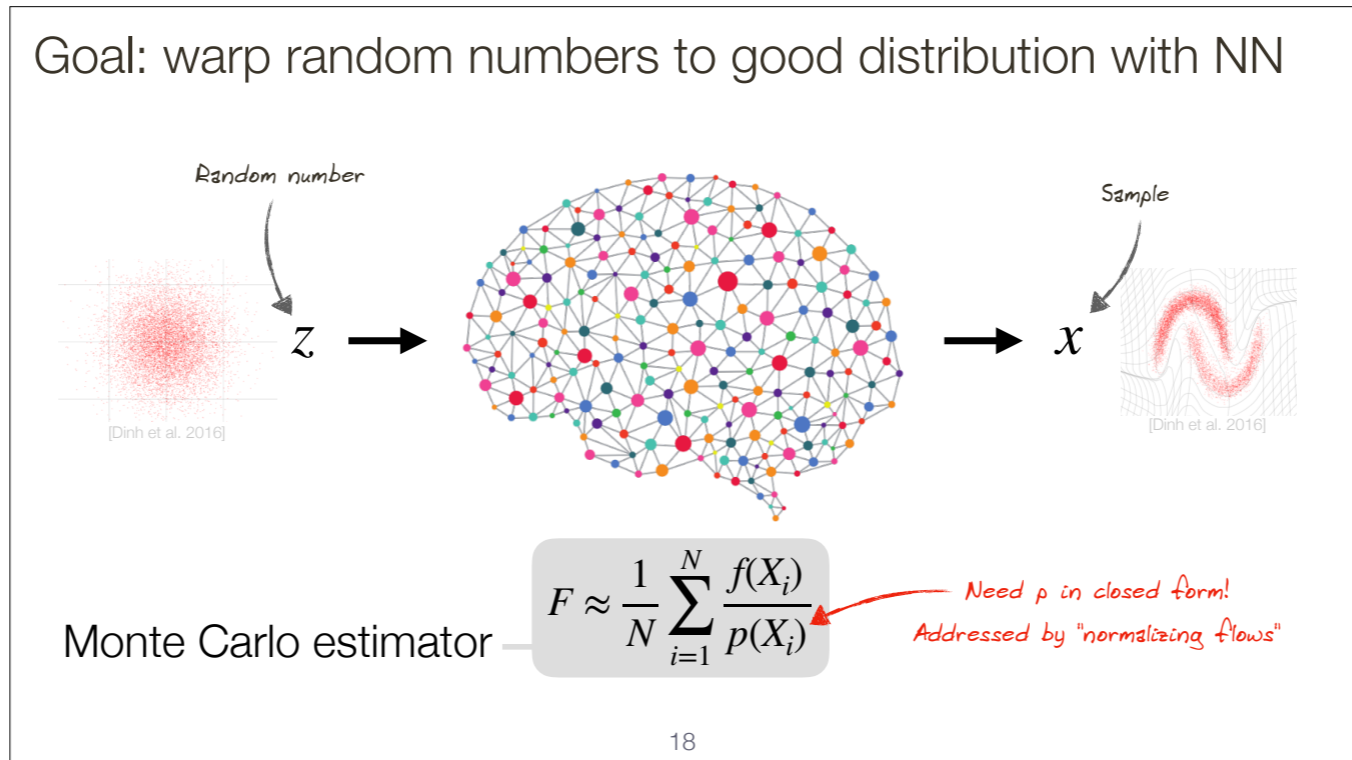 Goal: warp random numbers to good distribution with NN
Random number
Sample
z
x
[Dinh et al. 2016]
[Dinh et al. 2016]
F ≈ 1/N ∑_{i=1}^{N} f(X_i)/p(X_i)
Need p in closed form!
Addressed by "normalizing flows"
Monte Carlo estimator
18